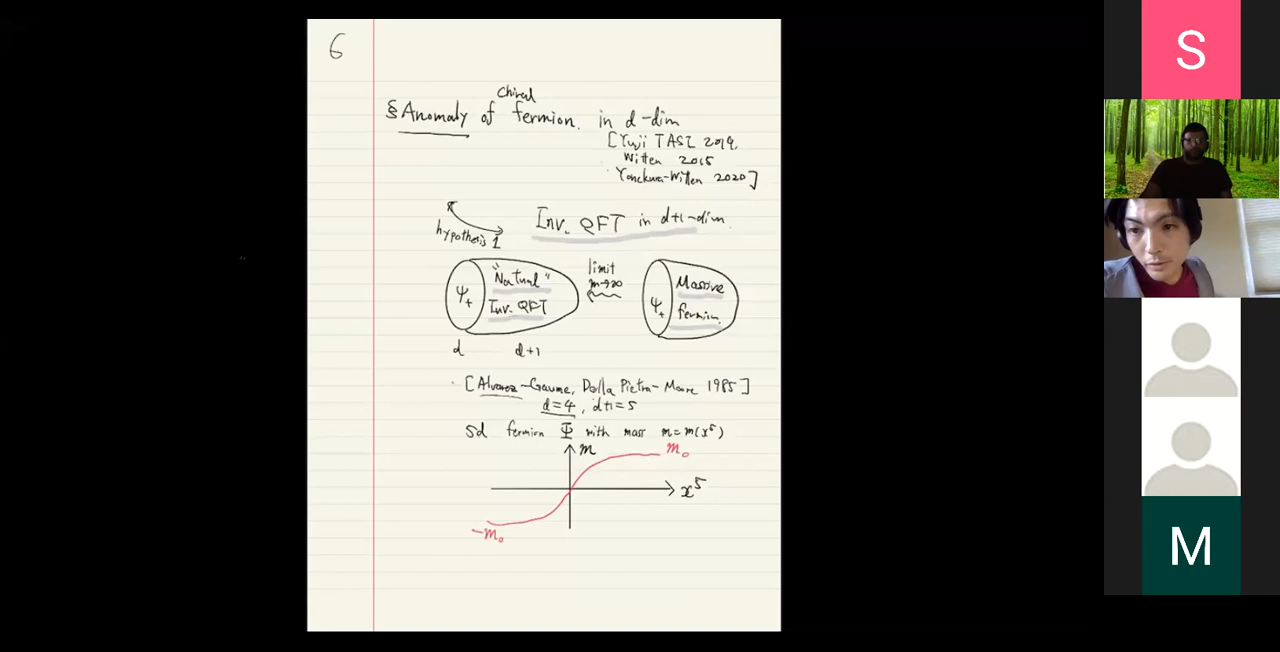 6
§ Anomaly of chiral fermion in d-dim
[Yuji TASI 2019,
Witten 2015
Yonekura-Witten 2020]
hypothesis 1
Inv. QFT in d+1-dim.
ψ+
"Natural"
Inv. QFT
limit
m→∞
ψ+
Massive
fermion
d
d+1
[Alvarez-Gaume, Della Pietra-Moore 1985]
d=4, d+1=5
5d fermion Ψ with mass m=m(x⁵)
m
m₀
x⁵
-m₀
S
M